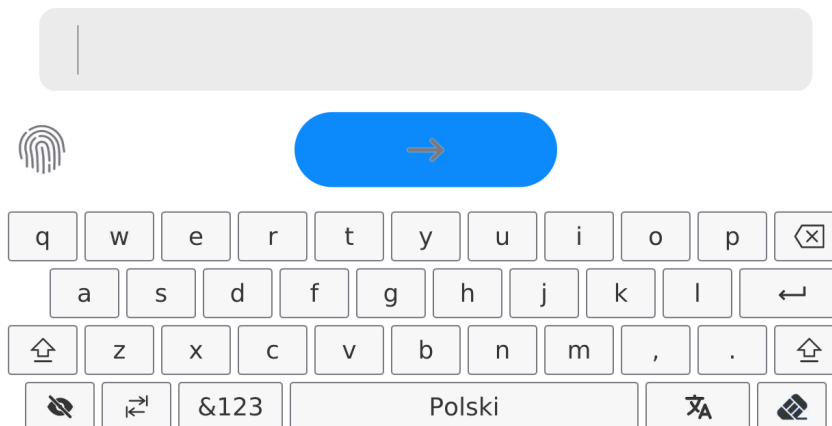 q w e r t y u i o p
a s d f g h j k l
z x c v b n m , .
&123 Polski